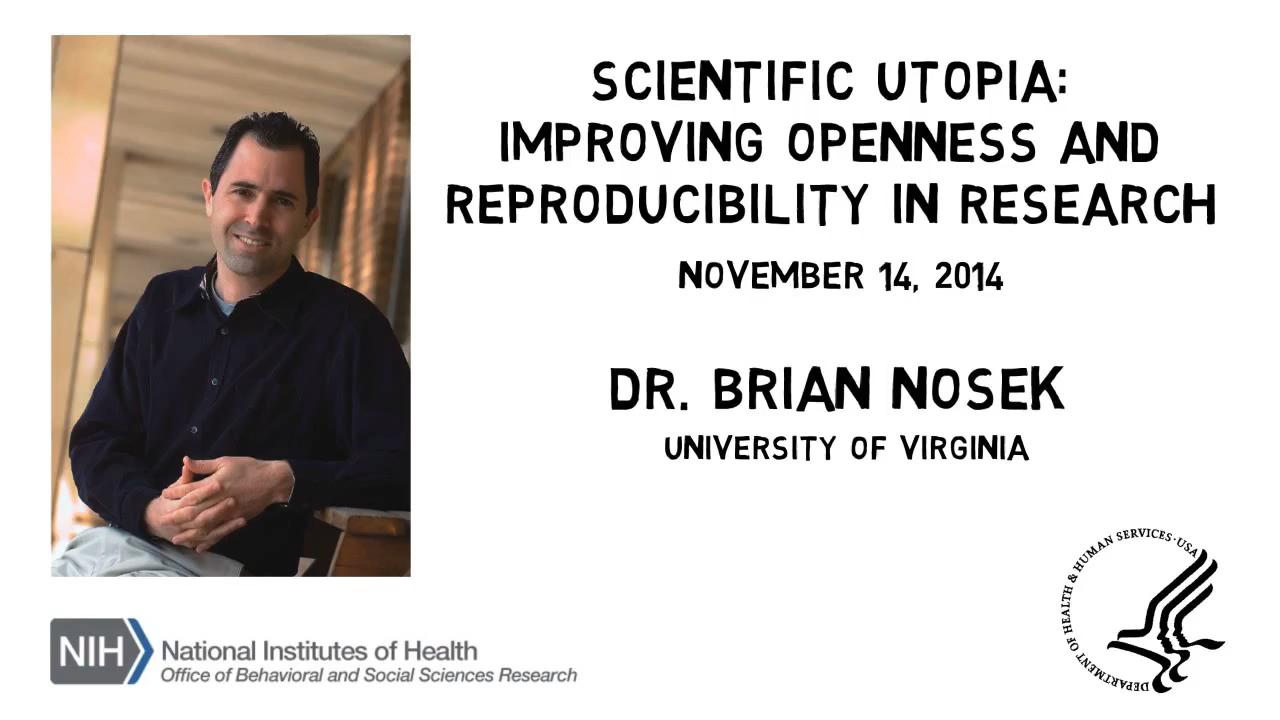 SCIENTIFIC UTOPIA:
IMPROVING OPENNESS AND
REPRODUCIBILITY IN RESEARCH
NOVEMBER 14, 2014
DR. BRIAN NOSEK
UNIVERSITY OF VIRGINIA
DEPARTMENT OF HEALTH & HUMAN SERVICES · USA
NIH National Institutes of Health
Office of Behavioral and Social Sciences Research